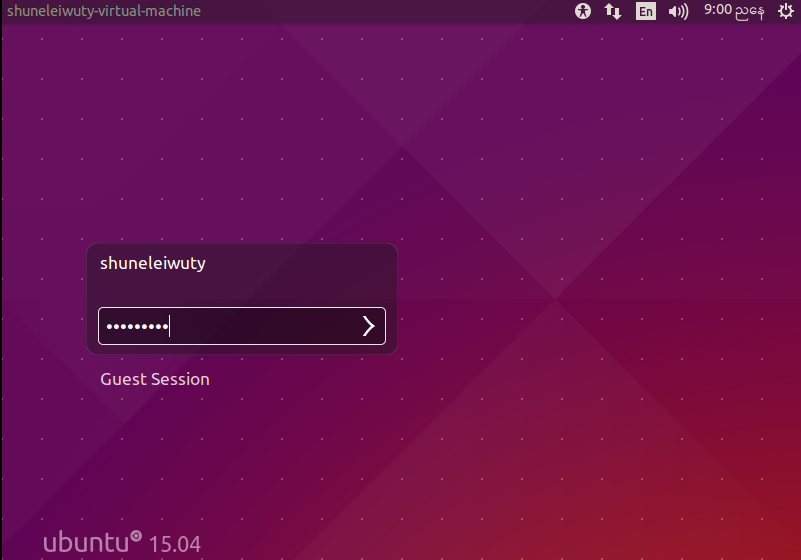 shuneleiwuty-virtual-machine
En
9:00 ညနေ
shuneleiwuty
•••••••••
Guest Session
ubuntu® 15.04